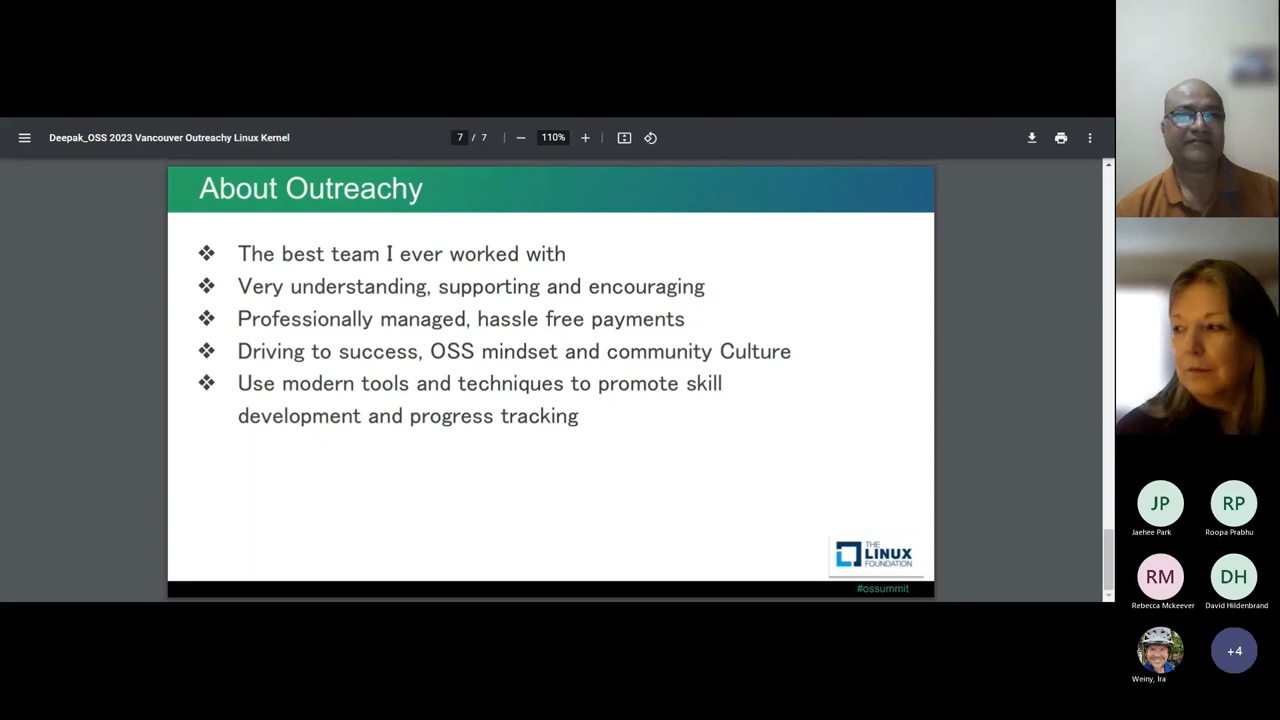 Deepak_OSS 2023 Vancouver Outreachy Linux Kernel
7 / 7
110%
About Outreachy
❖ The best team I ever worked with
❖ Very understanding, supporting and encouraging
❖ Professionally managed, hassle free payments
❖ Driving to success, OSS mindset and community Culture
❖ Use modern tools and techniques to promote skill
development and progress tracking
THE
LINUX
FOUNDATION
#ossummit
JP
RP
Jaehee Park
Roopa Prabhu
RM
DH
Rebecca Mckeever
David Hildenbrand
+4
Weiny, Ira